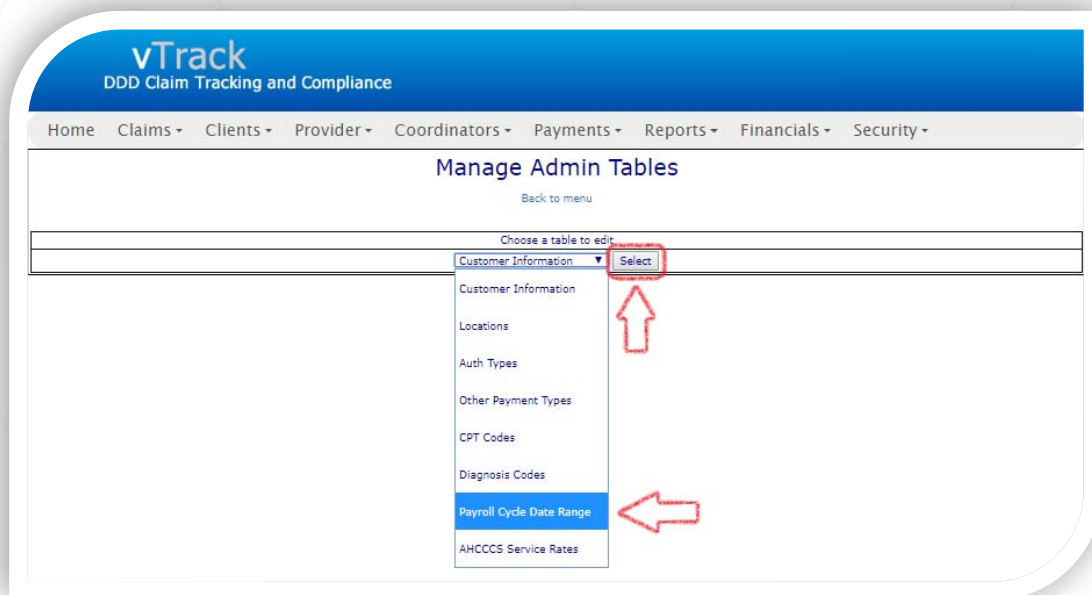 vTrack
DDD Claim Tracking and Compliance
Home Claims Clients Provider Coordinators Payments Reports Financials Security
Manage Admin Tables
Back to menu
Choose a table to edit
Customer Information Select
Customer Information
Locations
Auth Types
Other Payment Types
CPT Codes
Diagnosis Codes
Payroll Cycle Date Range
AHCCCS Service Rates